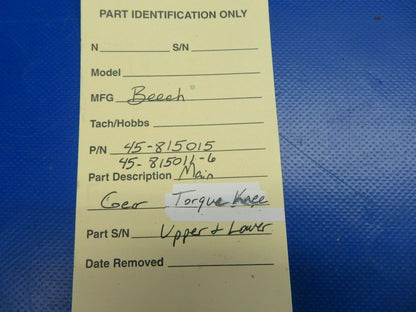 PART IDENTIFICATION ONLY
N S/N
Model
MFG Beech
Tach/Hobbs
P/N 45-815015
45-815011-6
Part Description Main
Gear Torque Knee
Part S/N Upper & Lower
Date Removed